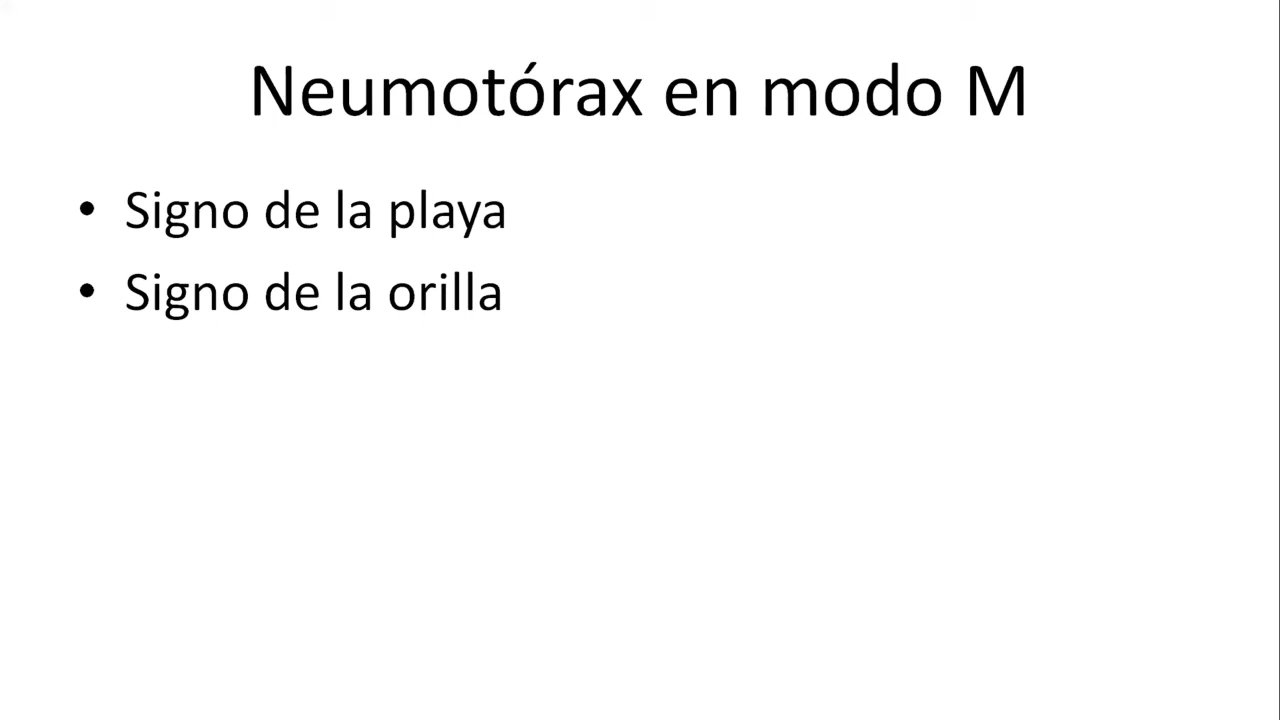 Neumotórax en modo M
• Signo de la playa
• Signo de la orilla